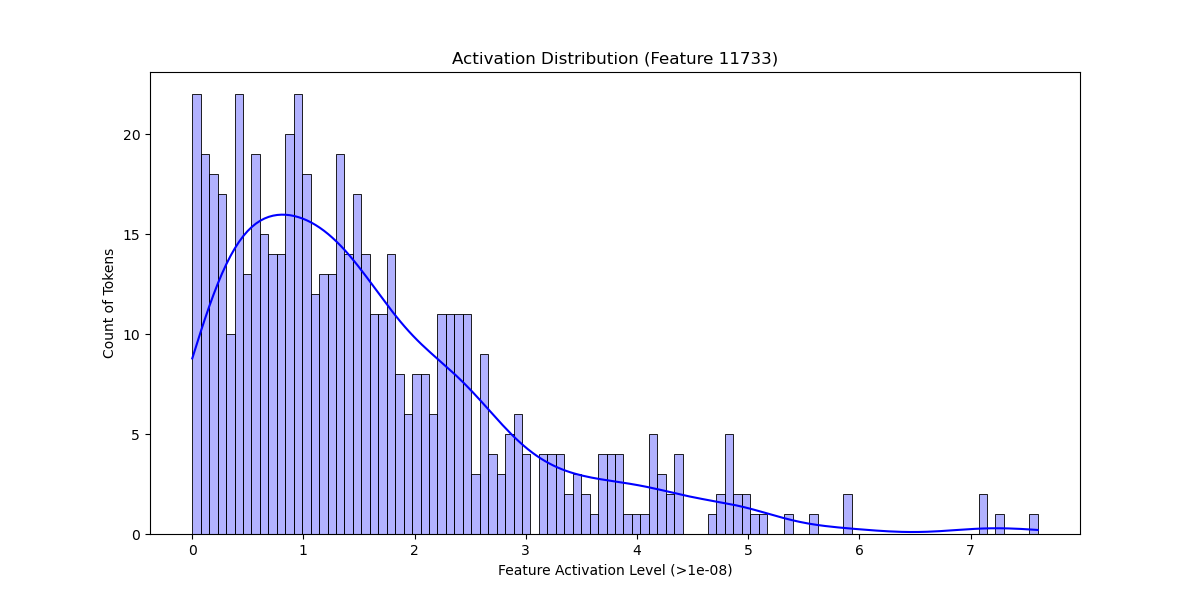 Activation Distribution (Feature 11733)
20
15
10
5
0
Count of Tokens
0 1 2 3 4 5 6 7
Feature Activation Level (>1e-08)